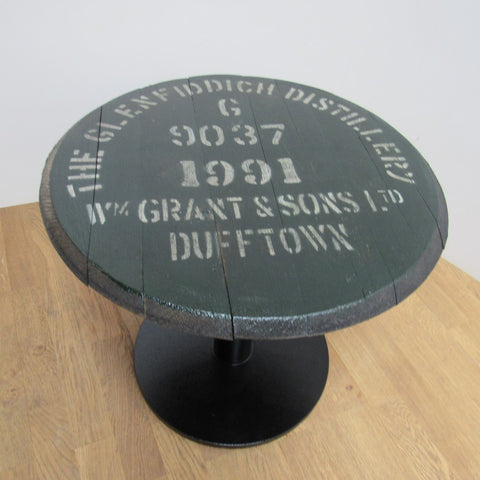 THE GLENFIDDICH DISTILLERY
G
9037
1991
WM GRANT & SONS LTD
DUFFTOWN